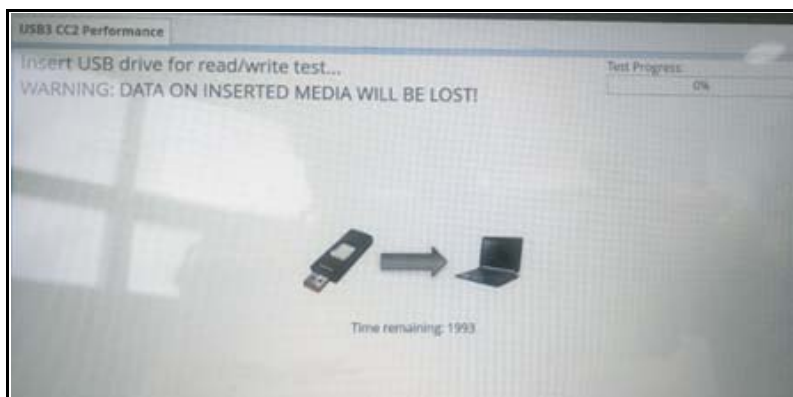 USB3 CC2 Performance
Insert USB drive for read/write test...
WARNING: DATA ON INSERTED MEDIA WILL BE LOST!
Test Progress:
0%
Time remaining: 1993